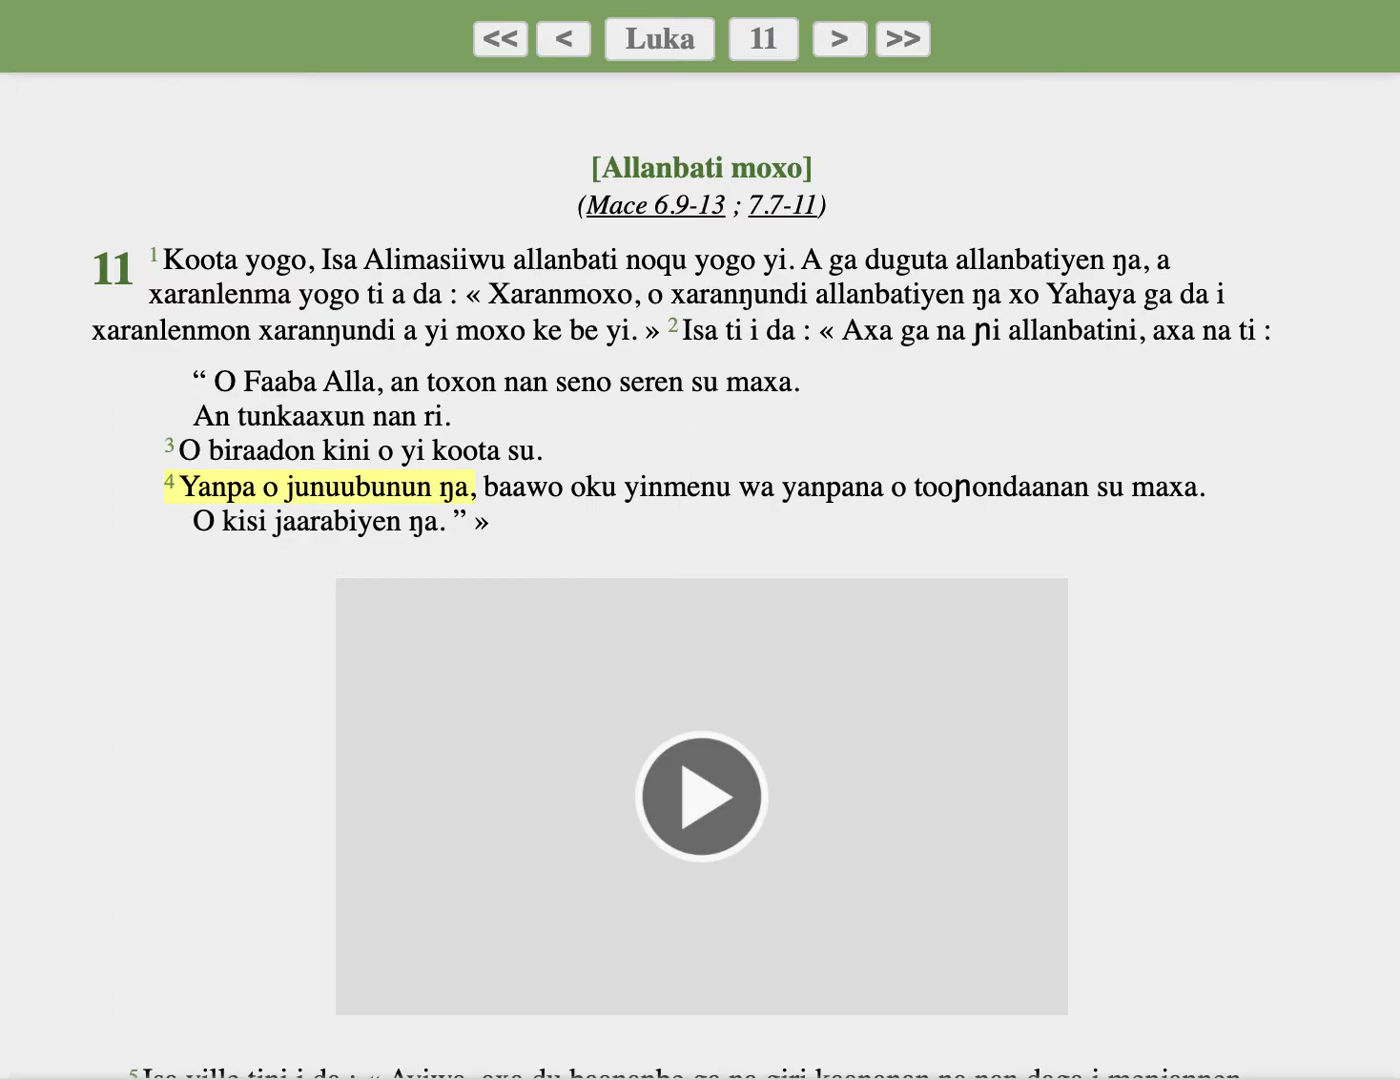 << < Luka 11 > >>
[Allanbati moxo]
(Mace 6.9-13 ; 7.7-11)
11 1 Koota yogo, Isa Alimasiiwu allanbati noqu yogo yi. A ga duguta allanbatiyen ŋa, a
xaranlenma yogo ti a da : « Xaranmoxo, o xaranŋundi allanbatiyen ŋa xo Yahaya ga da i
xaranlenmon xaranŋundi a yi moxo ke be yi. » 2 Isa ti i da : « Axa ga na ɲi allanbatini, axa na ti :
“ O Faaba Alla, an toxon nan seno seren su maxa.
An tunkaaxun nan ri.
3 O biraadon kini o yi koota su.
4 Yanpa o junuubunun ŋa, baawo oku yinmenu wa yanpana o tooɲondaanan su maxa.
O kisi jaarabiyen ŋa. ” »